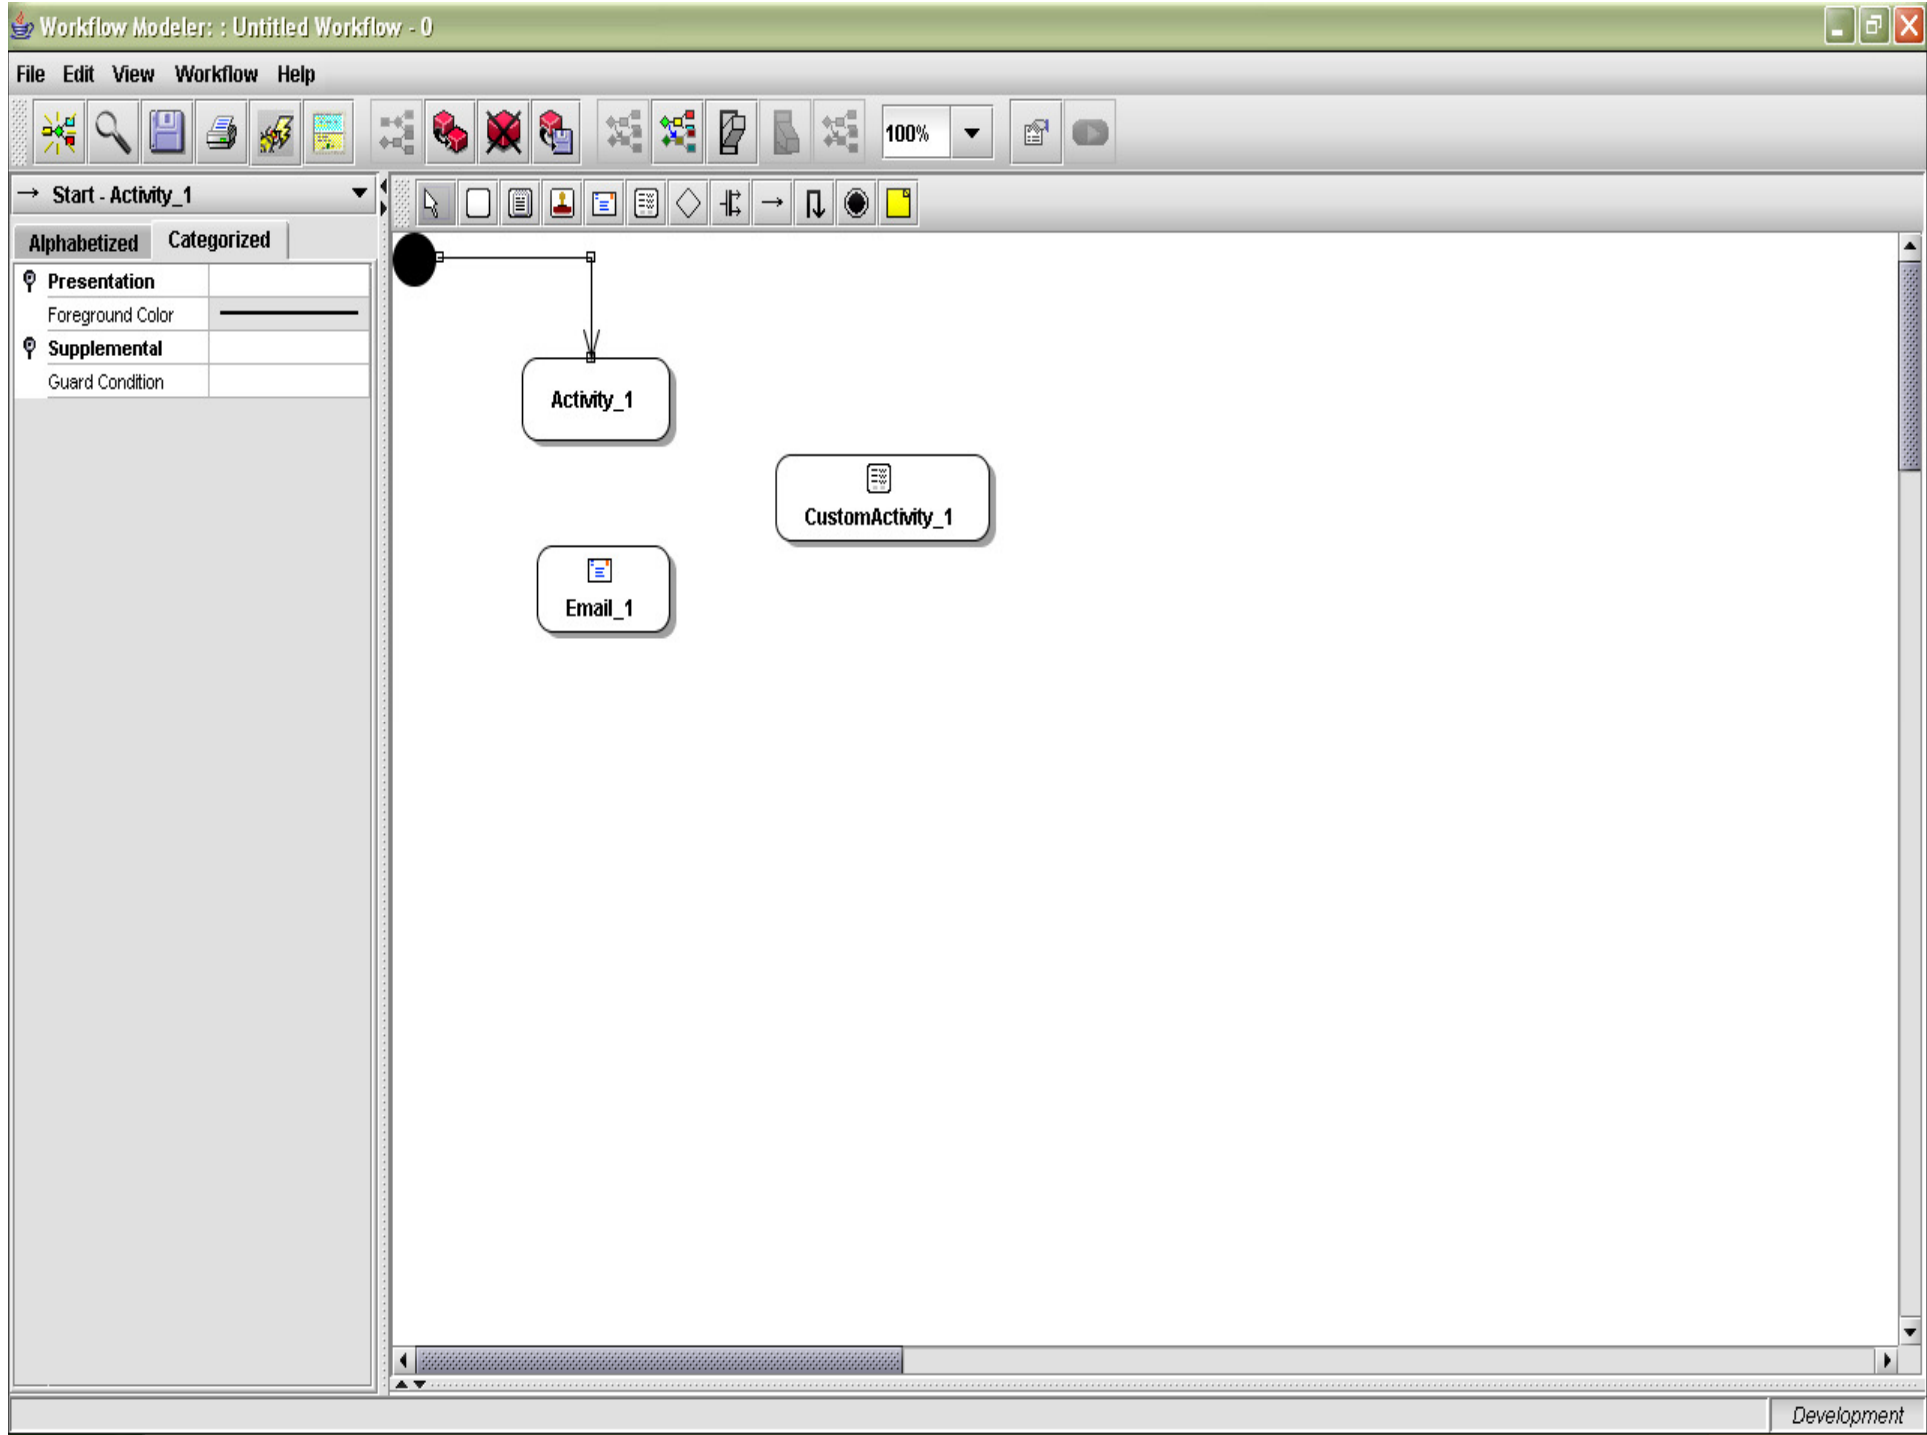 Workflow Modeler: : Untitled Workflow - 0
File Edit View Workflow Help
100%
Start - Activity_1
Alphabetized Categorized
Presentation
Foreground Color
Supplemental
Guard Condition
Activity_1
CustomActivity_1
Email_1
Development